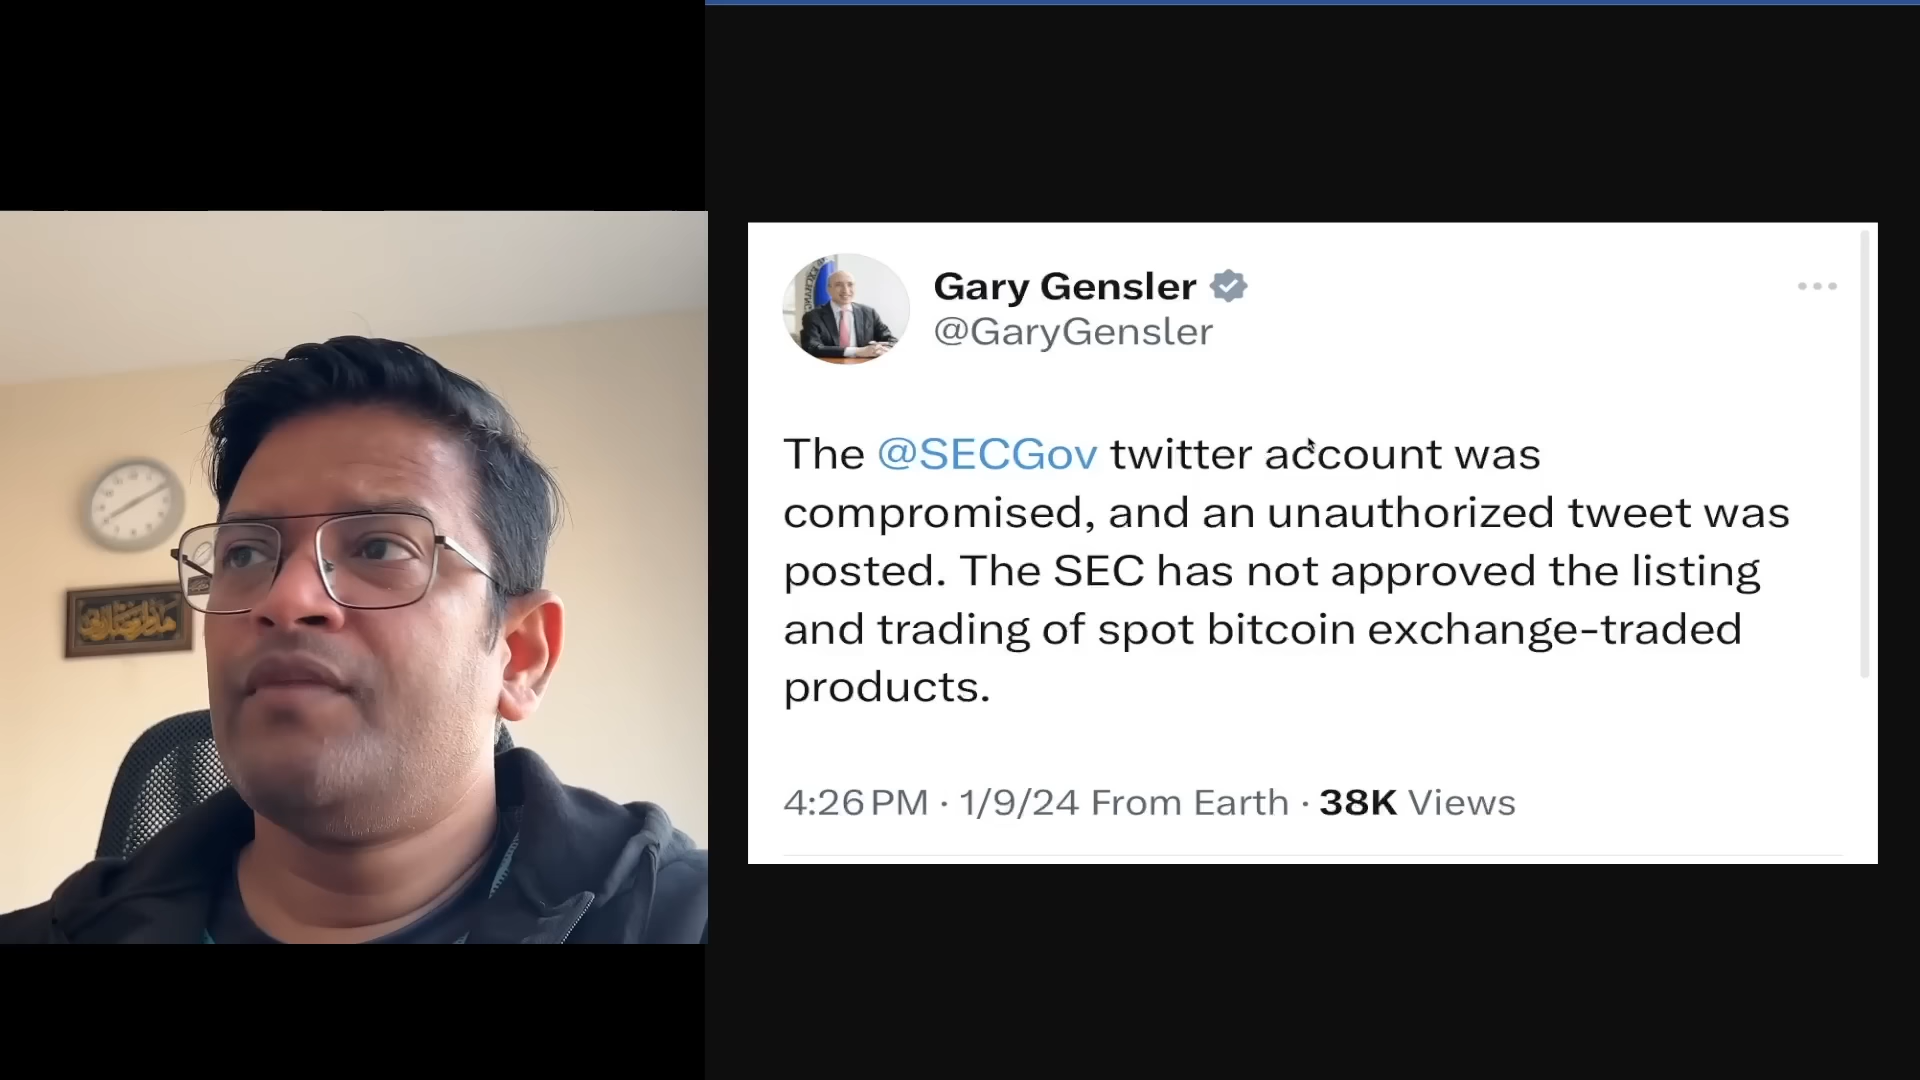 Gary Gensler
@GaryGensler
The @SECGov twitter account was
compromised, and an unauthorized tweet was
posted. The SEC has not approved the listing
and trading of spot bitcoin exchange-traded
products.
4:26 PM · 1/9/24 From Earth · 38K Views